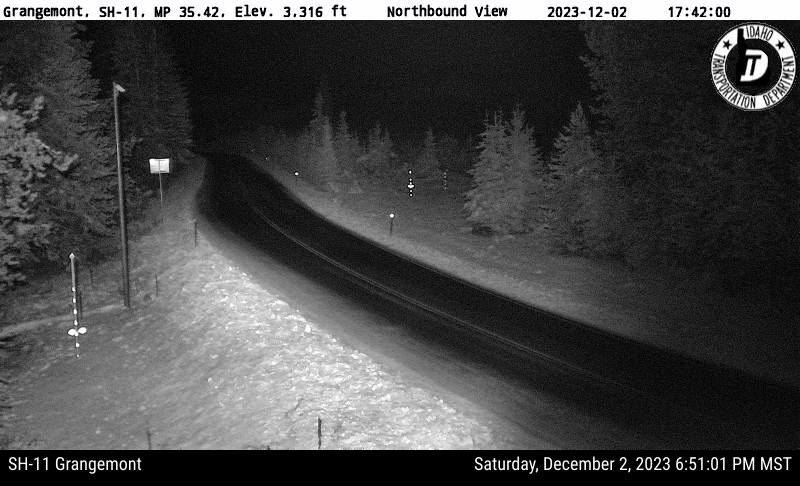 Grangemont, SH-11, MP 35.42, Elev. 3,316 ft Northbound View 2023-12-02 17:42:00
IDAHO
TRANSPORTATION DEPARTMENT
SH-11 Grangemont Saturday, December 2, 2023 6:51:01 PM MST